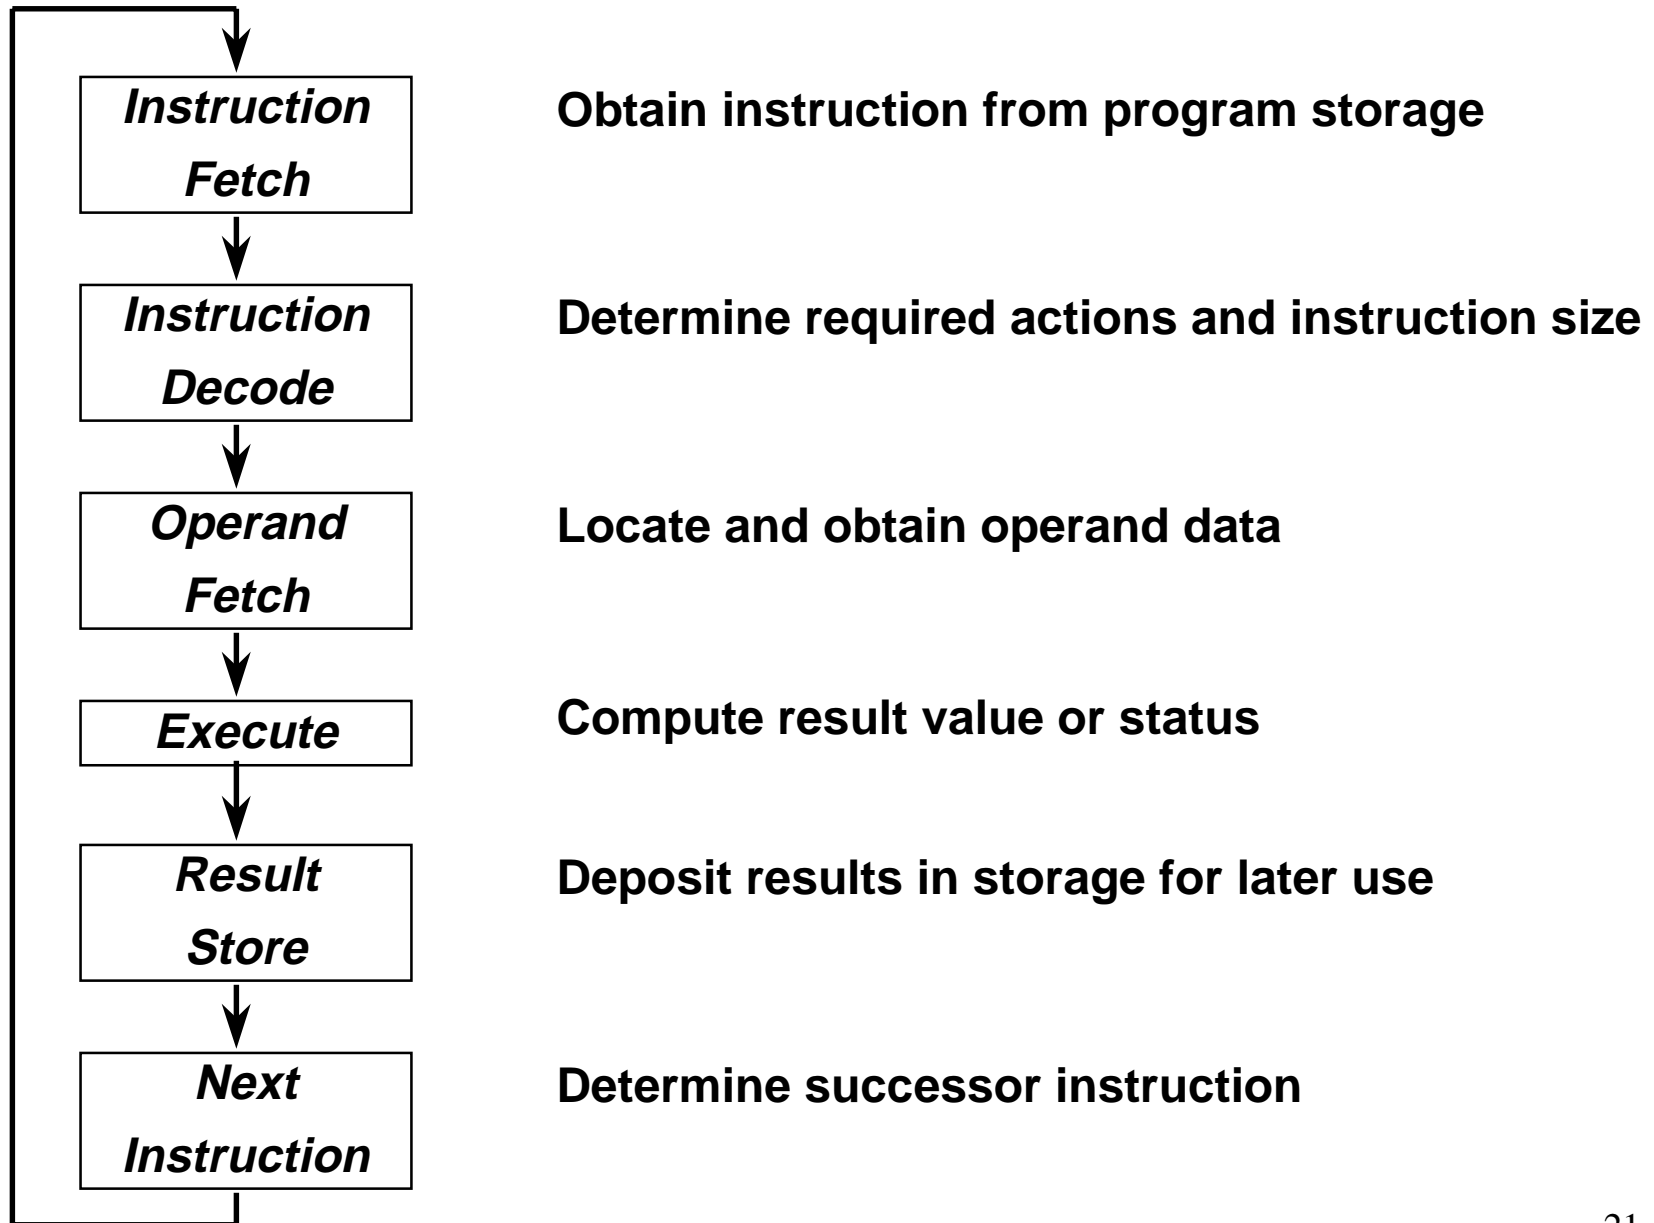 Instruction
Fetch
Obtain instruction from program storage
Instruction
Decode
Determine required actions and instruction size
Operand
Fetch
Locate and obtain operand data
Execute
Compute result value or status
Result
Store
Deposit results in storage for later use
Next
Instruction
Determine successor instruction
21